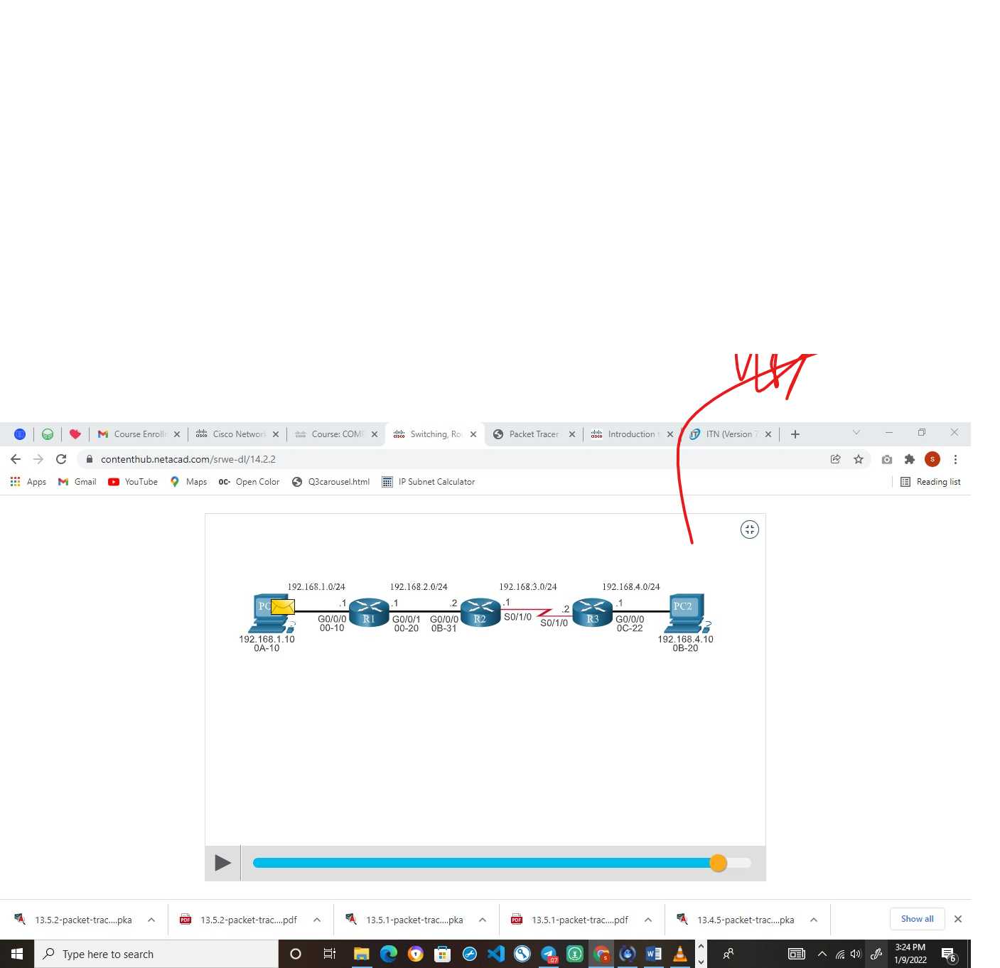 Course Enrolln
Cisco Network
Course: COMP
Switching, Rou
Packet Tracer
Introduction t
ITN (Version 7
contenthub.netacad.com/srwe-dl/14.2.2
S
Apps
Gmail
YouTube
Maps
OC- Open Color
Q3carousel.html
IP Subnet Calculator
Reading list
192.168.1.0/24 192.168.2.0/24 192.168.3.0/24 192.168.4.0/24
PC .1 R1 .1 .2 R2 .1 .2 R3 .1 PC2
G0/0/0 G0/0/1 G0/0/0 S0/1/0 S0/1/0 G0/0/0
00-10 00-20 0B-31 0C-22
192.168.1.10 192.168.4.10
0A-10 0B-20
13.5.2-packet-trac....pka
13.5.2-packet-trac....pdf
13.5.1-packet-trac....pka
13.5.1-packet-trac....pdf
13.4.5-packet-trac....pka
Show all
Type here to search
3:24 PM
1/9/2022
6